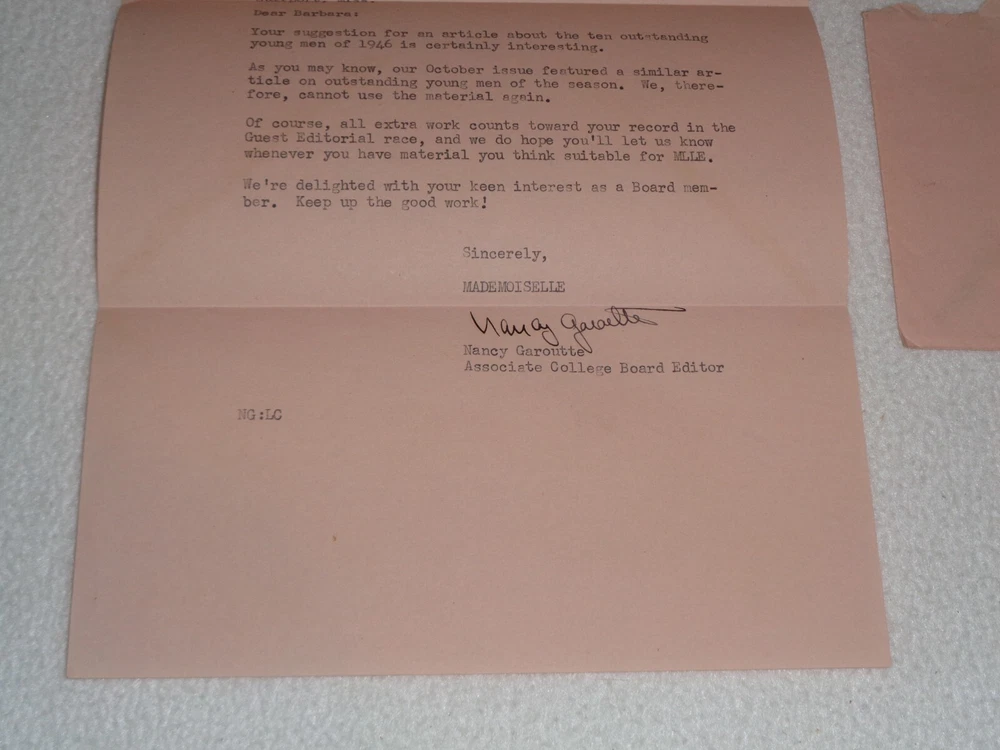 Dear Barbara:
Your suggestion for an article about the ten outstanding
young men of 1946 is certainly interesting.
As you may know, our October issue featured a similar ar-
ticle on outstanding young men of the season. We, there-
fore, cannot use the material again.
Of course, all extra work counts toward your record in the
Guest Editorial race, and we do hope you'll let us know
whenever you have material you think suitable for MLLE.
We're delighted with your keen interest as a Board mem-
ber. Keep up the good work!
Sincerely,
MADEMOISELLE
Nancy Garoutte
Nancy Garoutte
Associate College Board Editor
NG:LC